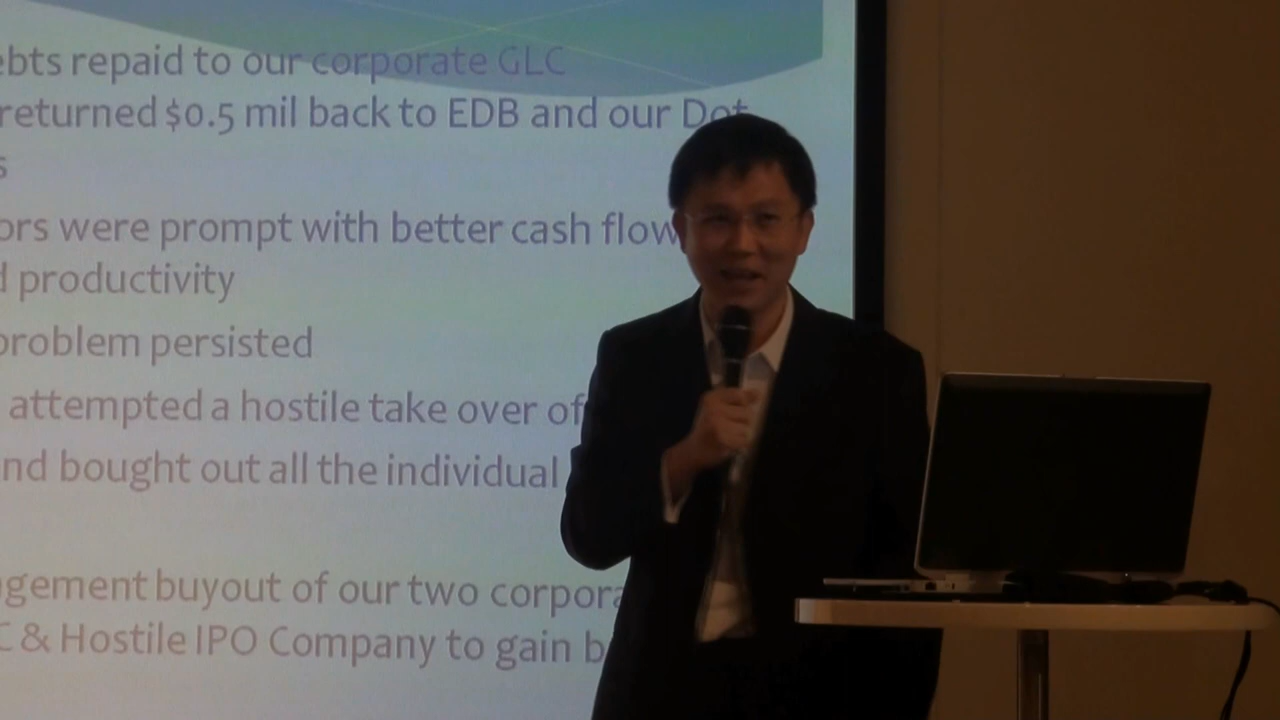 ebts repaid to our corporate GLC
returned $0.5 mil back to EDB and our Dot
s
ors were prompt with better cash flow
d productivity
problem persisted
attempted a hostile take over of
nd bought out all the individual
gement buyout of our two corpora
C & Hostile IPO Company to gain b